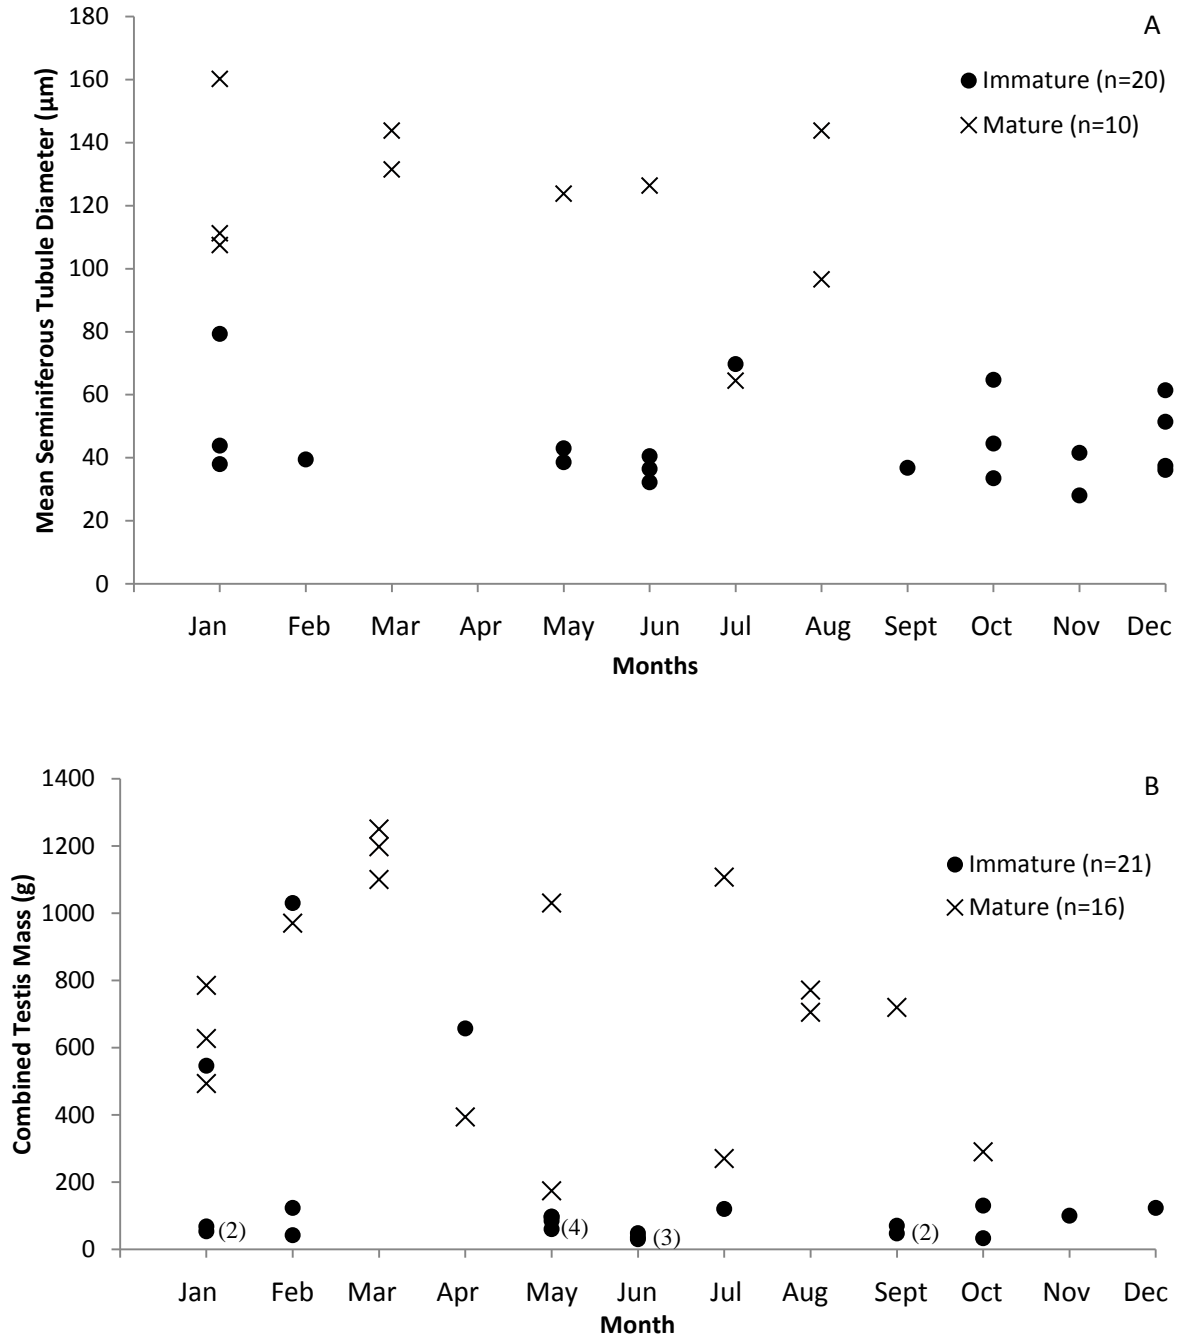 A
180
160
140
120
100
80
60
40
20
0
Mean Seminiferous Tubule Diameter (µm)
Immature (n=20)
Mature (n=10)
Jan Feb Mar Apr May Jun Jul Aug Sept Oct Nov Dec
Months
B
1400
1200
1000
800
600
400
200
0
Combined Testis Mass (g)
Immature (n=21)
Mature (n=16)
(2) (4) (3) (2)
Jan Feb Mar Apr May Jun Jul Aug Sept Oct Nov Dec
Month